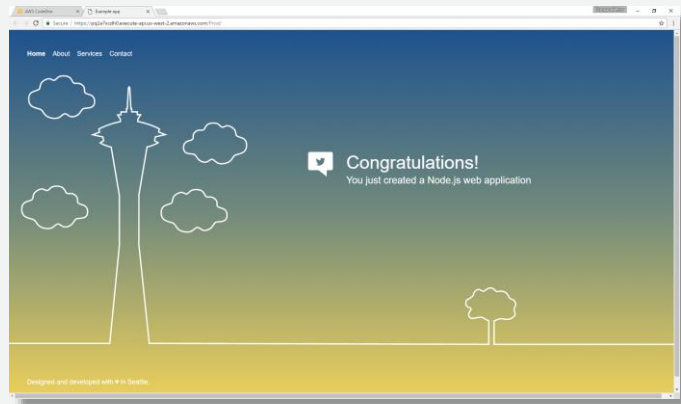 AWS CodeStar
Example app
Secure
Home About Services Contact
Congratulations!
You just created a Node.js web application
Designed and developed with ♥ in Seattle.